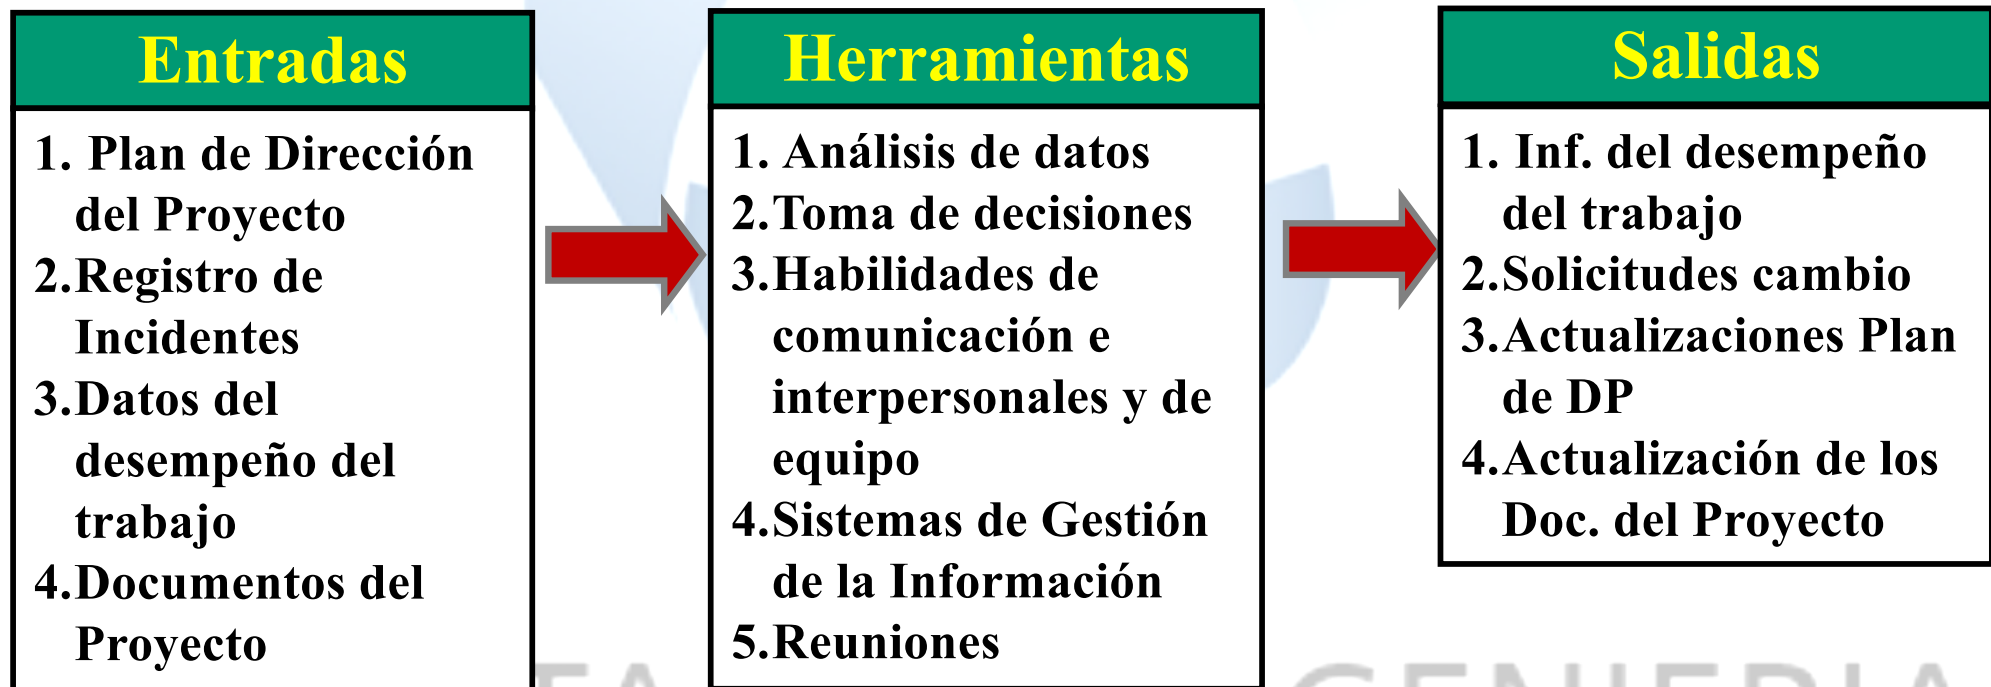 Entradas
1. Plan de Dirección
del Proyecto
2.Registro de
Incidentes
3.Datos del
desempeño del
trabajo
4.Documentos del
Proyecto
Herramientas
1. Análisis de datos
2.Toma de decisiones
3.Habilidades de
comunicación e
interpersonales y de
equipo
4.Sistemas de Gestión
de la Información
5.Reuniones
Salidas
1. Inf. del desempeño
del trabajo
2.Solicitudes cambio
3.Actualizaciones Plan
de DP
4.Actualización de los
Doc. del Proyecto